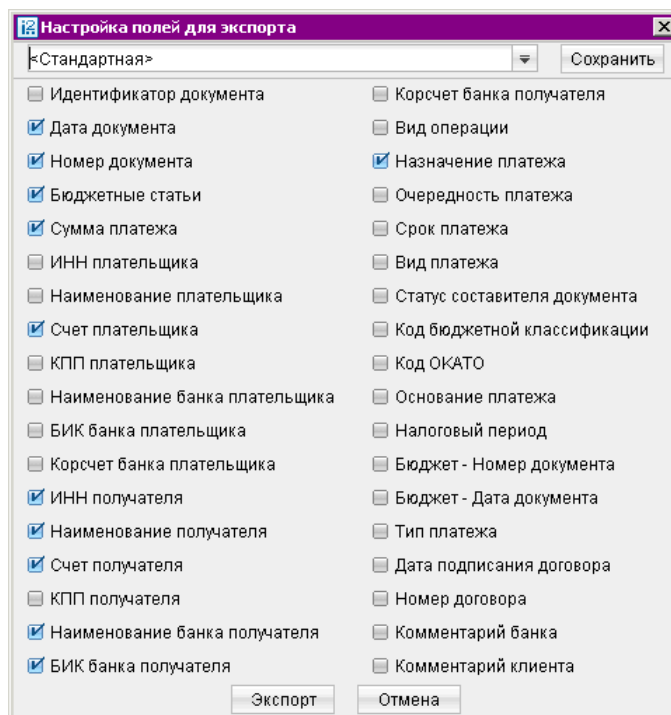 Настройка полей для экспорта
<Стандартная>
Сохранить
Идентификатор документа
Дата документа
Номер документа
Бюджетные статьи
Сумма платежа
ИНН плательщика
Наименование плательщика
Счет плательщика
КПП плательщика
Наименование банка плательщика
БИК банка плательщика
Корсчет банка плательщика
ИНН получателя
Наименование получателя
Счет получателя
КПП получателя
Наименование банка получателя
БИК банка получателя
Корсчет банка получателя
Вид операции
Назначение платежа
Очередность платежа
Срок платежа
Вид платежа
Статус составителя документа
Код бюджетной классификации
Код ОКАТО
Основание платежа
Налоговый период
Бюджет - Номер документа
Бюджет - Дата документа
Тип платежа
Дата подписания договора
Номер договора
Комментарий банка
Комментарий клиента
Экспорт
Отмена